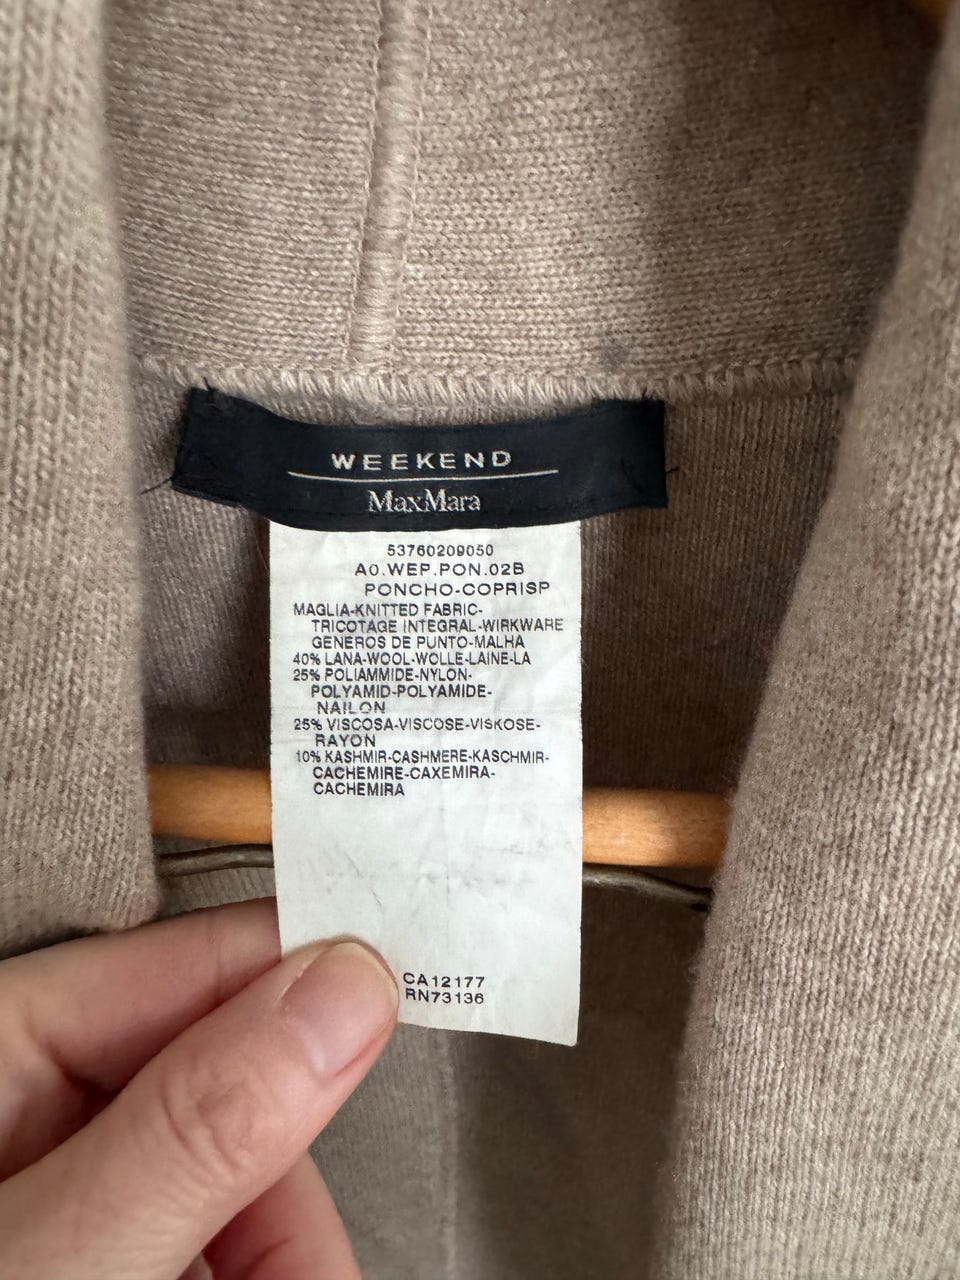 WEEKEND
MaxMara
53760209050
A0.WEP.PON.02B
PONCHO-COPRISP
MAGLIA-KNITTED FABRIC-
TRICOTAGE INTEGRAL-WIRKWARE
GENEROS DE PUNTO-MALHA
40% LANA-WOOL-WOLLE-LAINE-LA
25% POLIAMMIDE-NYLON-
POLYAMID-POLYAMIDE-
NAILON
25% VISCOSA-VISCOSE-VISKOSE-
RAYON
10% KASHMIR-CASHMERE-KASCHMIR-
CACHEMIRE-CAXEMIRA-
CACHEMIRA
CA12177
RN73136